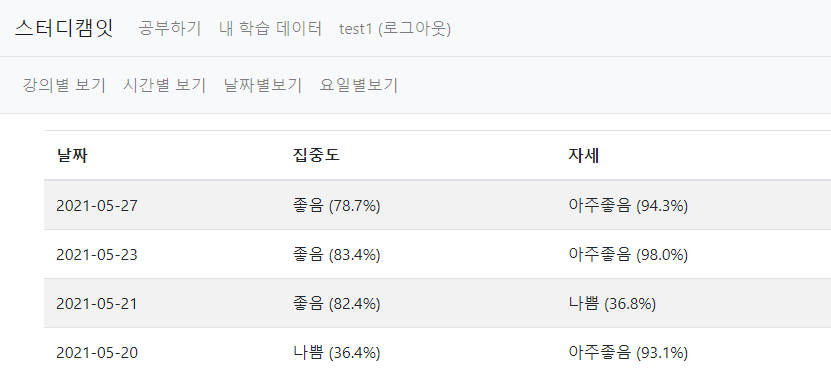 스터디캠잇 공부하기 내 학습 데이터 test1 (로그아웃)
강의별 보기 시간별 보기 날짜별보기 요일별보기
날짜 집중도 자세
2021-05-27 좋음 (78.7%) 아주좋음 (94.3%)
2021-05-23 좋음 (83.4%) 아주좋음 (98.0%)
2021-05-21 좋음 (82.4%) 나쁨 (36.8%)
2021-05-20 나쁨 (36.4%) 아주좋음 (93.1%)